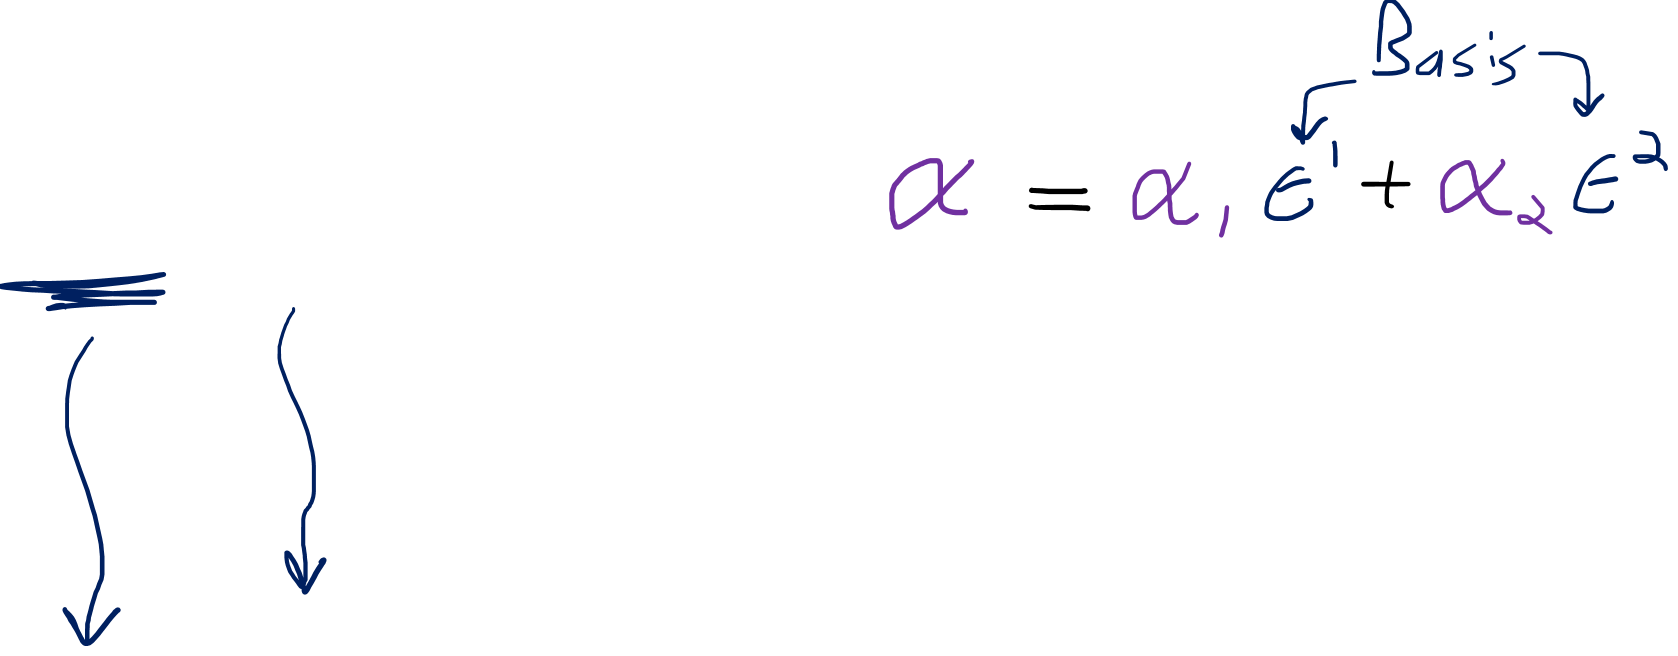 Basis
α = α₁ ϵ¹ + α₂ ϵ²